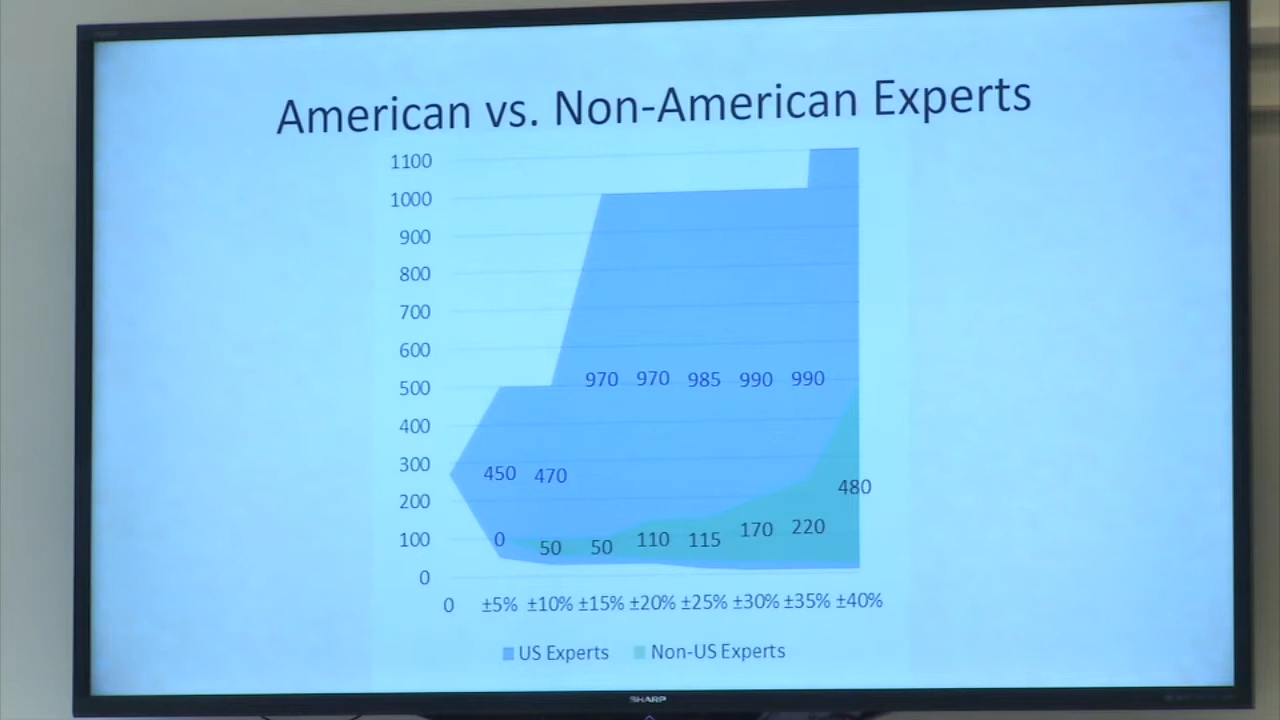 American vs. Non-American Experts
1100
1000
900
800
700
600
500
400
300
200
100
0
970 970 985 990 990
450 470
480
0 50 50 110 115 170 220
0 ±5% ±10% ±15% ±20% ±25% ±30% ±35% ±40%
US Experts Non-US Experts
SHARP